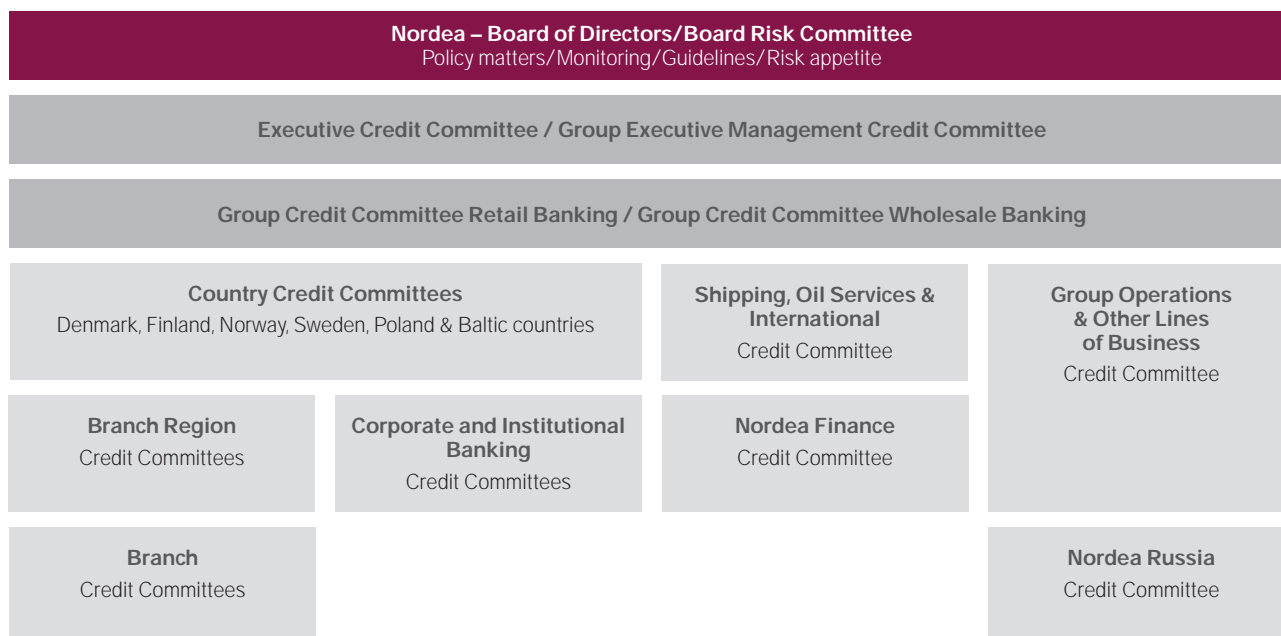 Nordea – Board of Directors/Board Risk Committee
Policy matters/Monitoring/Guidelines/Risk appetite
Executive Credit Committee / Group Executive Management Credit Committee
Group Credit Committee Retail Banking / Group Credit Committee Wholesale Banking
Country Credit Committees
Denmark, Finland, Norway, Sweden, Poland & Baltic countries
Shipping, Oil Services &
International
Credit Committee
Group Operations
& Other Lines
of Business
Credit Committee
Branch Region
Credit Committees
Corporate and Institutional
Banking
Credit Committees
Nordea Finance
Credit Committee
Branch
Credit Committees
Nordea Russia
Credit Committee